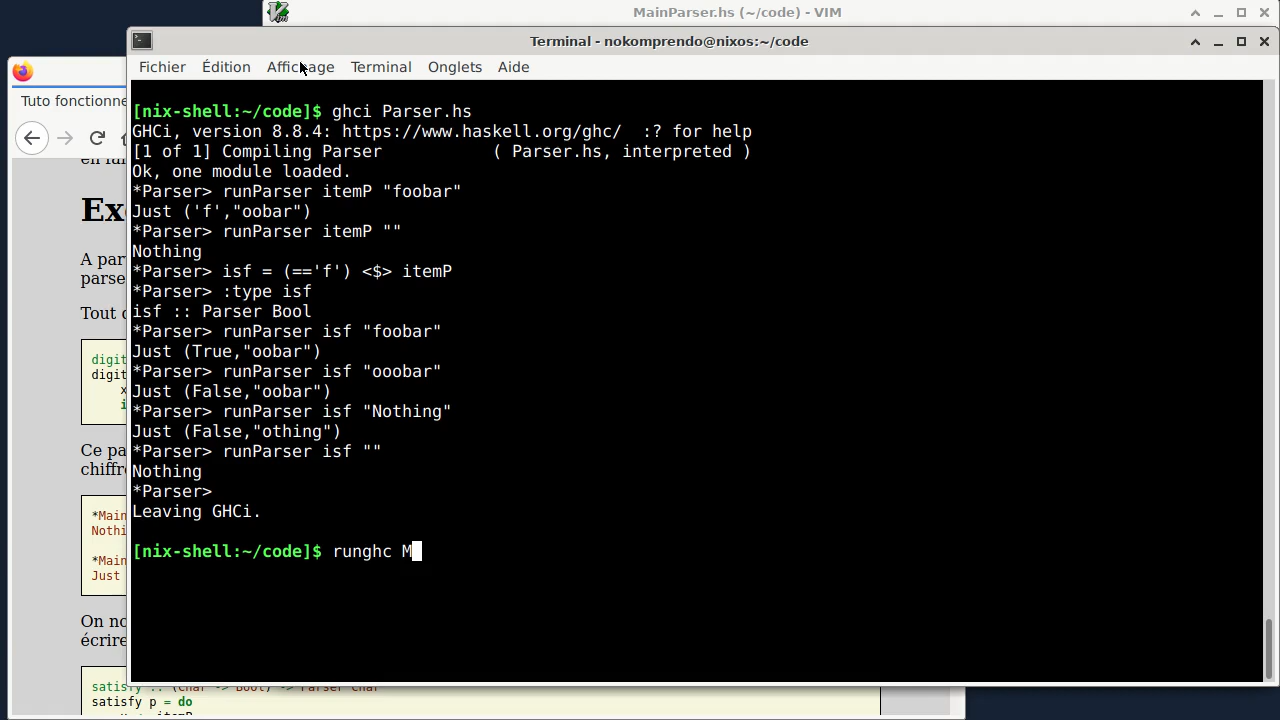 MainParser.hs (~/code) - VIM
Terminal - nokomprendo@nixos:~/code
Fichier Édition Affichage Terminal Onglets Aide
Tuto fonctionne
[nix-shell:~/code]$ ghci Parser.hs
GHCi, version 8.8.4: https://www.haskell.org/ghc/  :? for help
[1 of 1] Compiling Parser           ( Parser.hs, interpreted )
Ok, one module loaded.
*Parser> runParser itemP "foobar"
Just ('f',"oobar")
*Parser> runParser itemP ""
Nothing
*Parser> isf = (=='f') <$> itemP
*Parser> :type isf
isf :: Parser Bool
*Parser> runParser isf "foobar"
Just (True,"oobar")
*Parser> runParser isf "ooobar"
Just (False,"oobar")
*Parser> runParser isf "Nothing"
Just (False,"othing")
*Parser> runParser isf ""
Nothing
*Parser>
Leaving GHCi.
[nix-shell:~/code]$ runghc M
Ex
A par
parse
Tout
digit
digit
x
i
Ce pa
chiffr
*Main
Nothi
*Main
Just
On no
écrire
satisfy :: (Char -> Bool) -> Parser Char
satisfy p = do